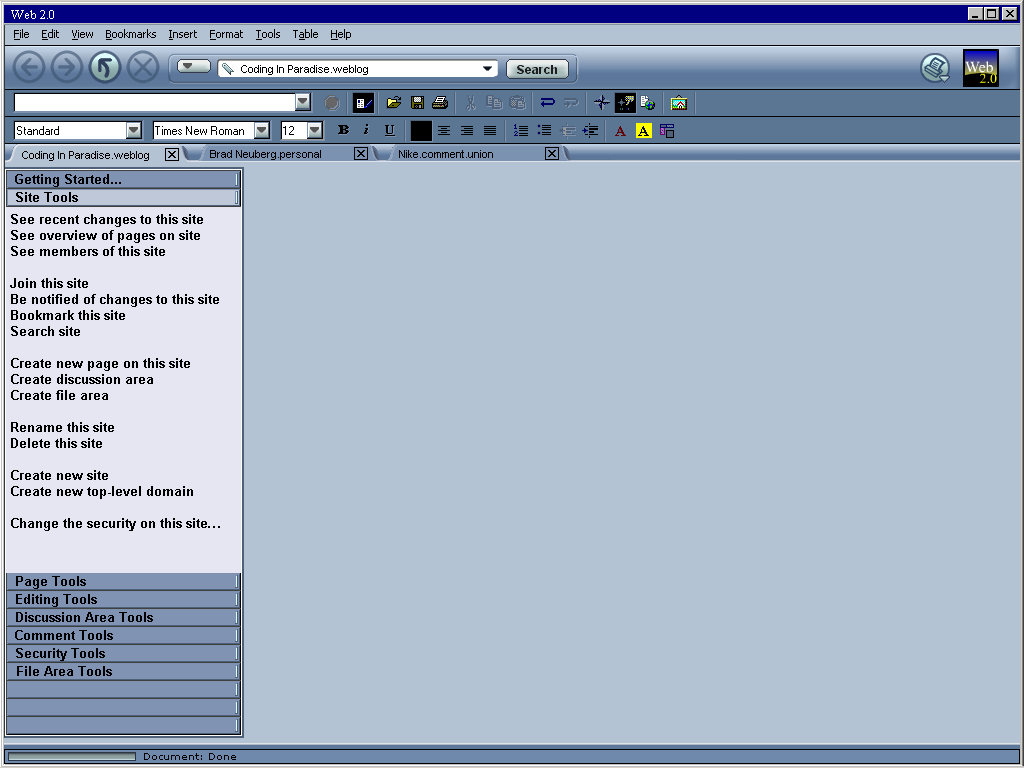 Web 2.0
File Edit View Bookmarks Insert Format Tools Table Help
Coding In Paradise.weblog Search Web 2.0
Standard Times New Roman 12 B i U A A
Coding In Paradise.weblog Brad Neuberg.personal Nike.comment.union
Getting Started...
Site Tools
See recent changes to this site
See overview of pages on site
See members of this site
Join this site
Be notified of changes to this site
Bookmark this site
Search site
Create new page on this site
Create discussion area
Create file area
Rename this site
Delete this site
Create new site
Create new top-level domain
Change the security on this site...
Page Tools
Editing Tools
Discussion Area Tools
Comment Tools
Security Tools
File Area Tools
Document: Done